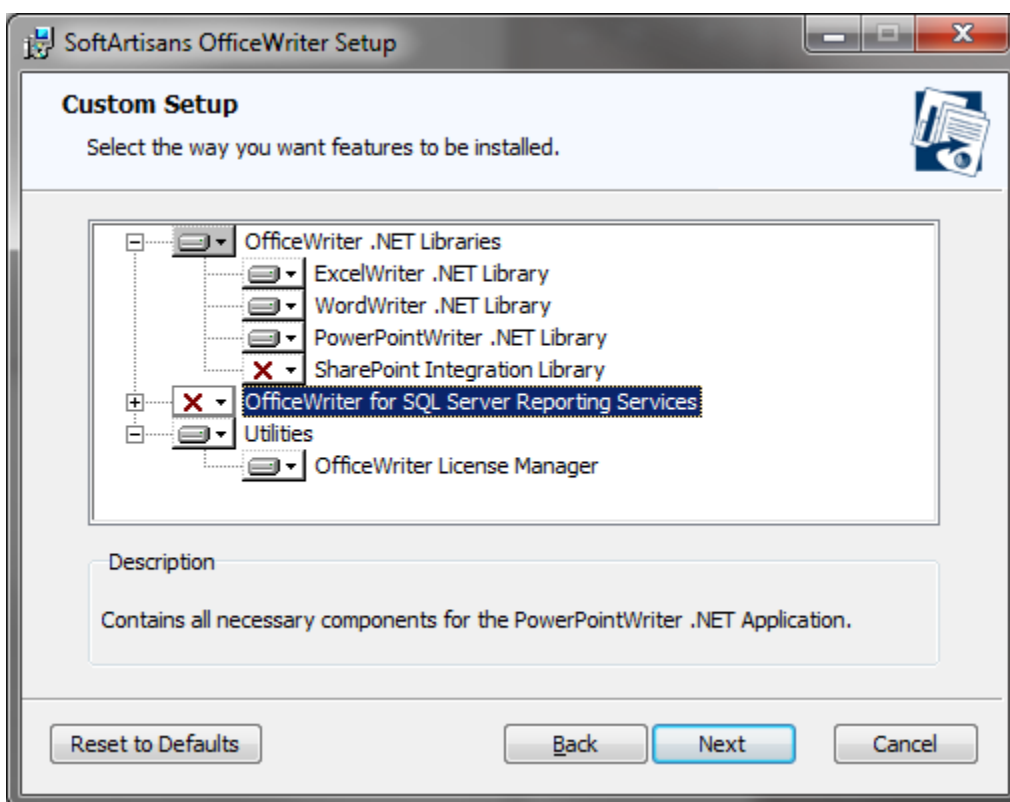 SoftArtisans OfficeWriter Setup
Custom Setup
Select the way you want features to be installed.
OfficeWriter .NET Libraries
ExcelWriter .NET Library
WordWriter .NET Library
PowerPointWriter .NET Library
SharePoint Integration Library
OfficeWriter for SQL Server Reporting Services
Utilities
OfficeWriter License Manager
Description
Contains all necessary components for the PowerPointWriter .NET Application.
Reset to Defaults Back Next Cancel